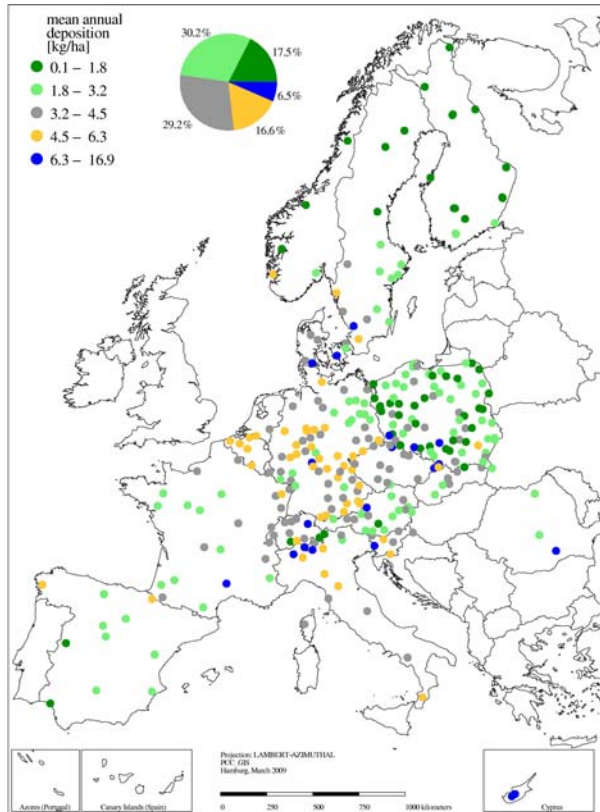 mean annual
deposition
[kg/ha]
0.1 – 1.8
1.8 – 3.2
3.2 – 4.5
4.5 – 6.3
6.3 – 16.9
30.2%
17.5%
6.5%
16.6%
29.2%
Projection: LAMBERT-AZIMUTHAL
PCC_GIS
Hamburg, March 2009
0 250 500 750 1000 kilometers
Azores (Portugal)
Canary Islands (Spain)
Cyprus